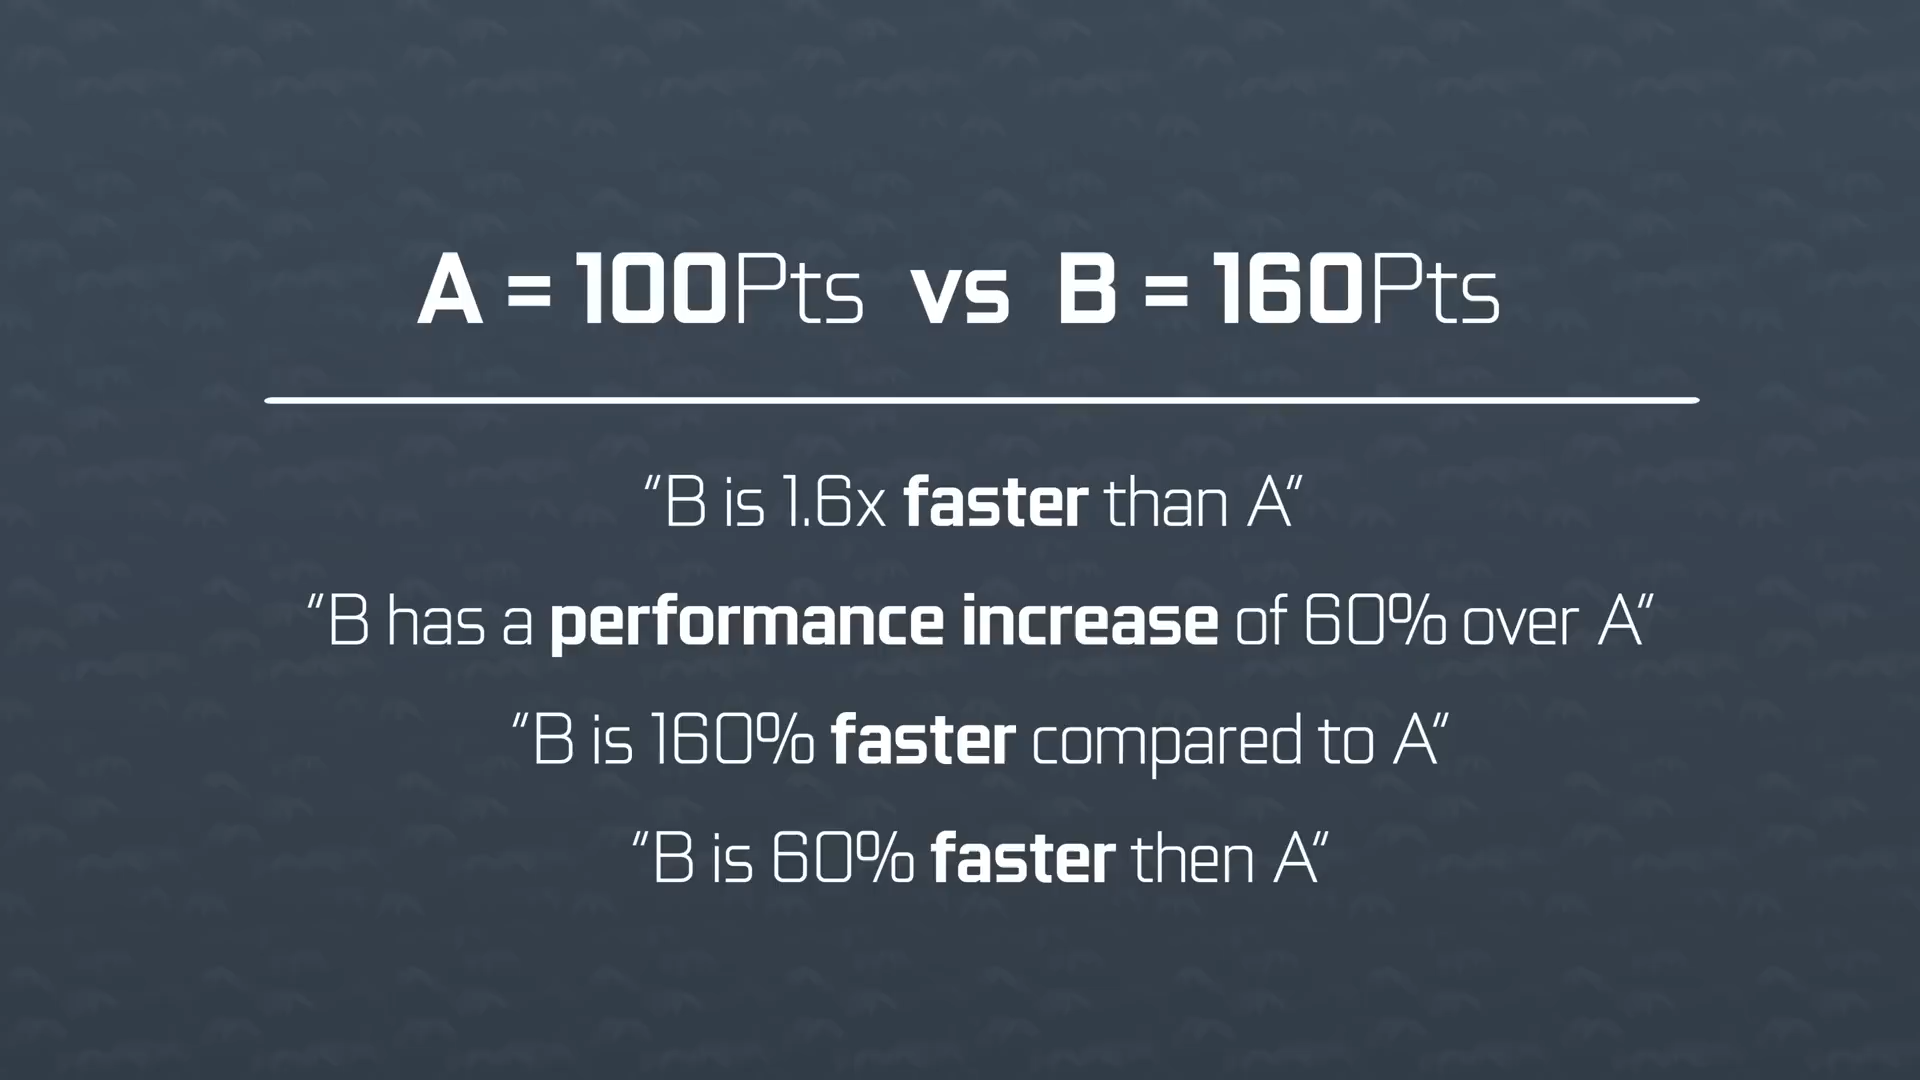 A = 100Pts vs B = 160Pts
"B is 1.6x faster than A"
"B has a performance increase of 60% over A"
"B is 160% faster compared to A"
"B is 60% faster then A"